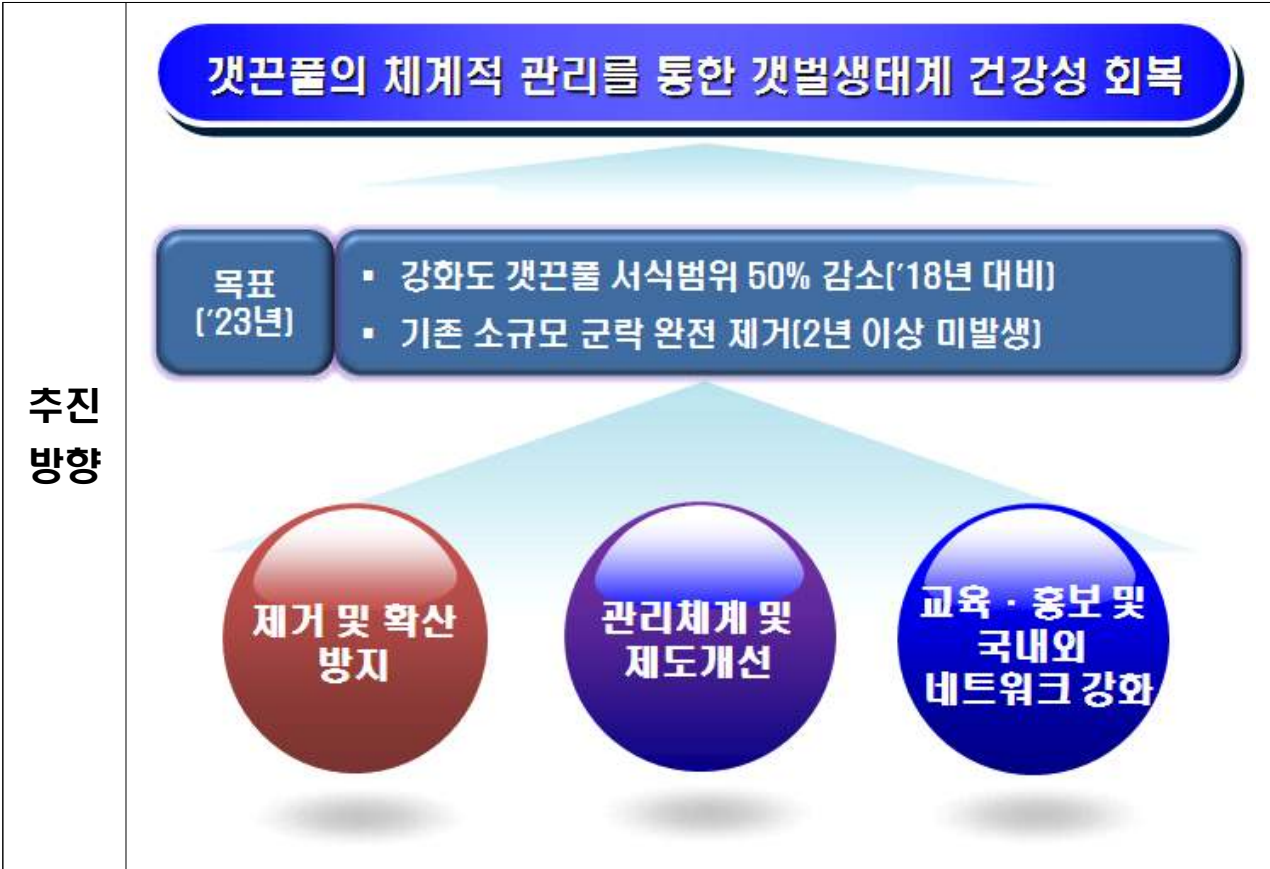 갯끈풀의 체계적 관리를 통한 갯벌생태계 건강성 회복
목표
('23년)
▪ 강화도 갯끈풀 서식범위 50% 감소('18년 대비)
▪ 기존 소규모 군락 완전 제거(2년 이상 미발생)
추진
방향
제거 및 확산
방지
관리체계 및
제도개선
교육 · 홍보 및
국내외
네트워크 강화